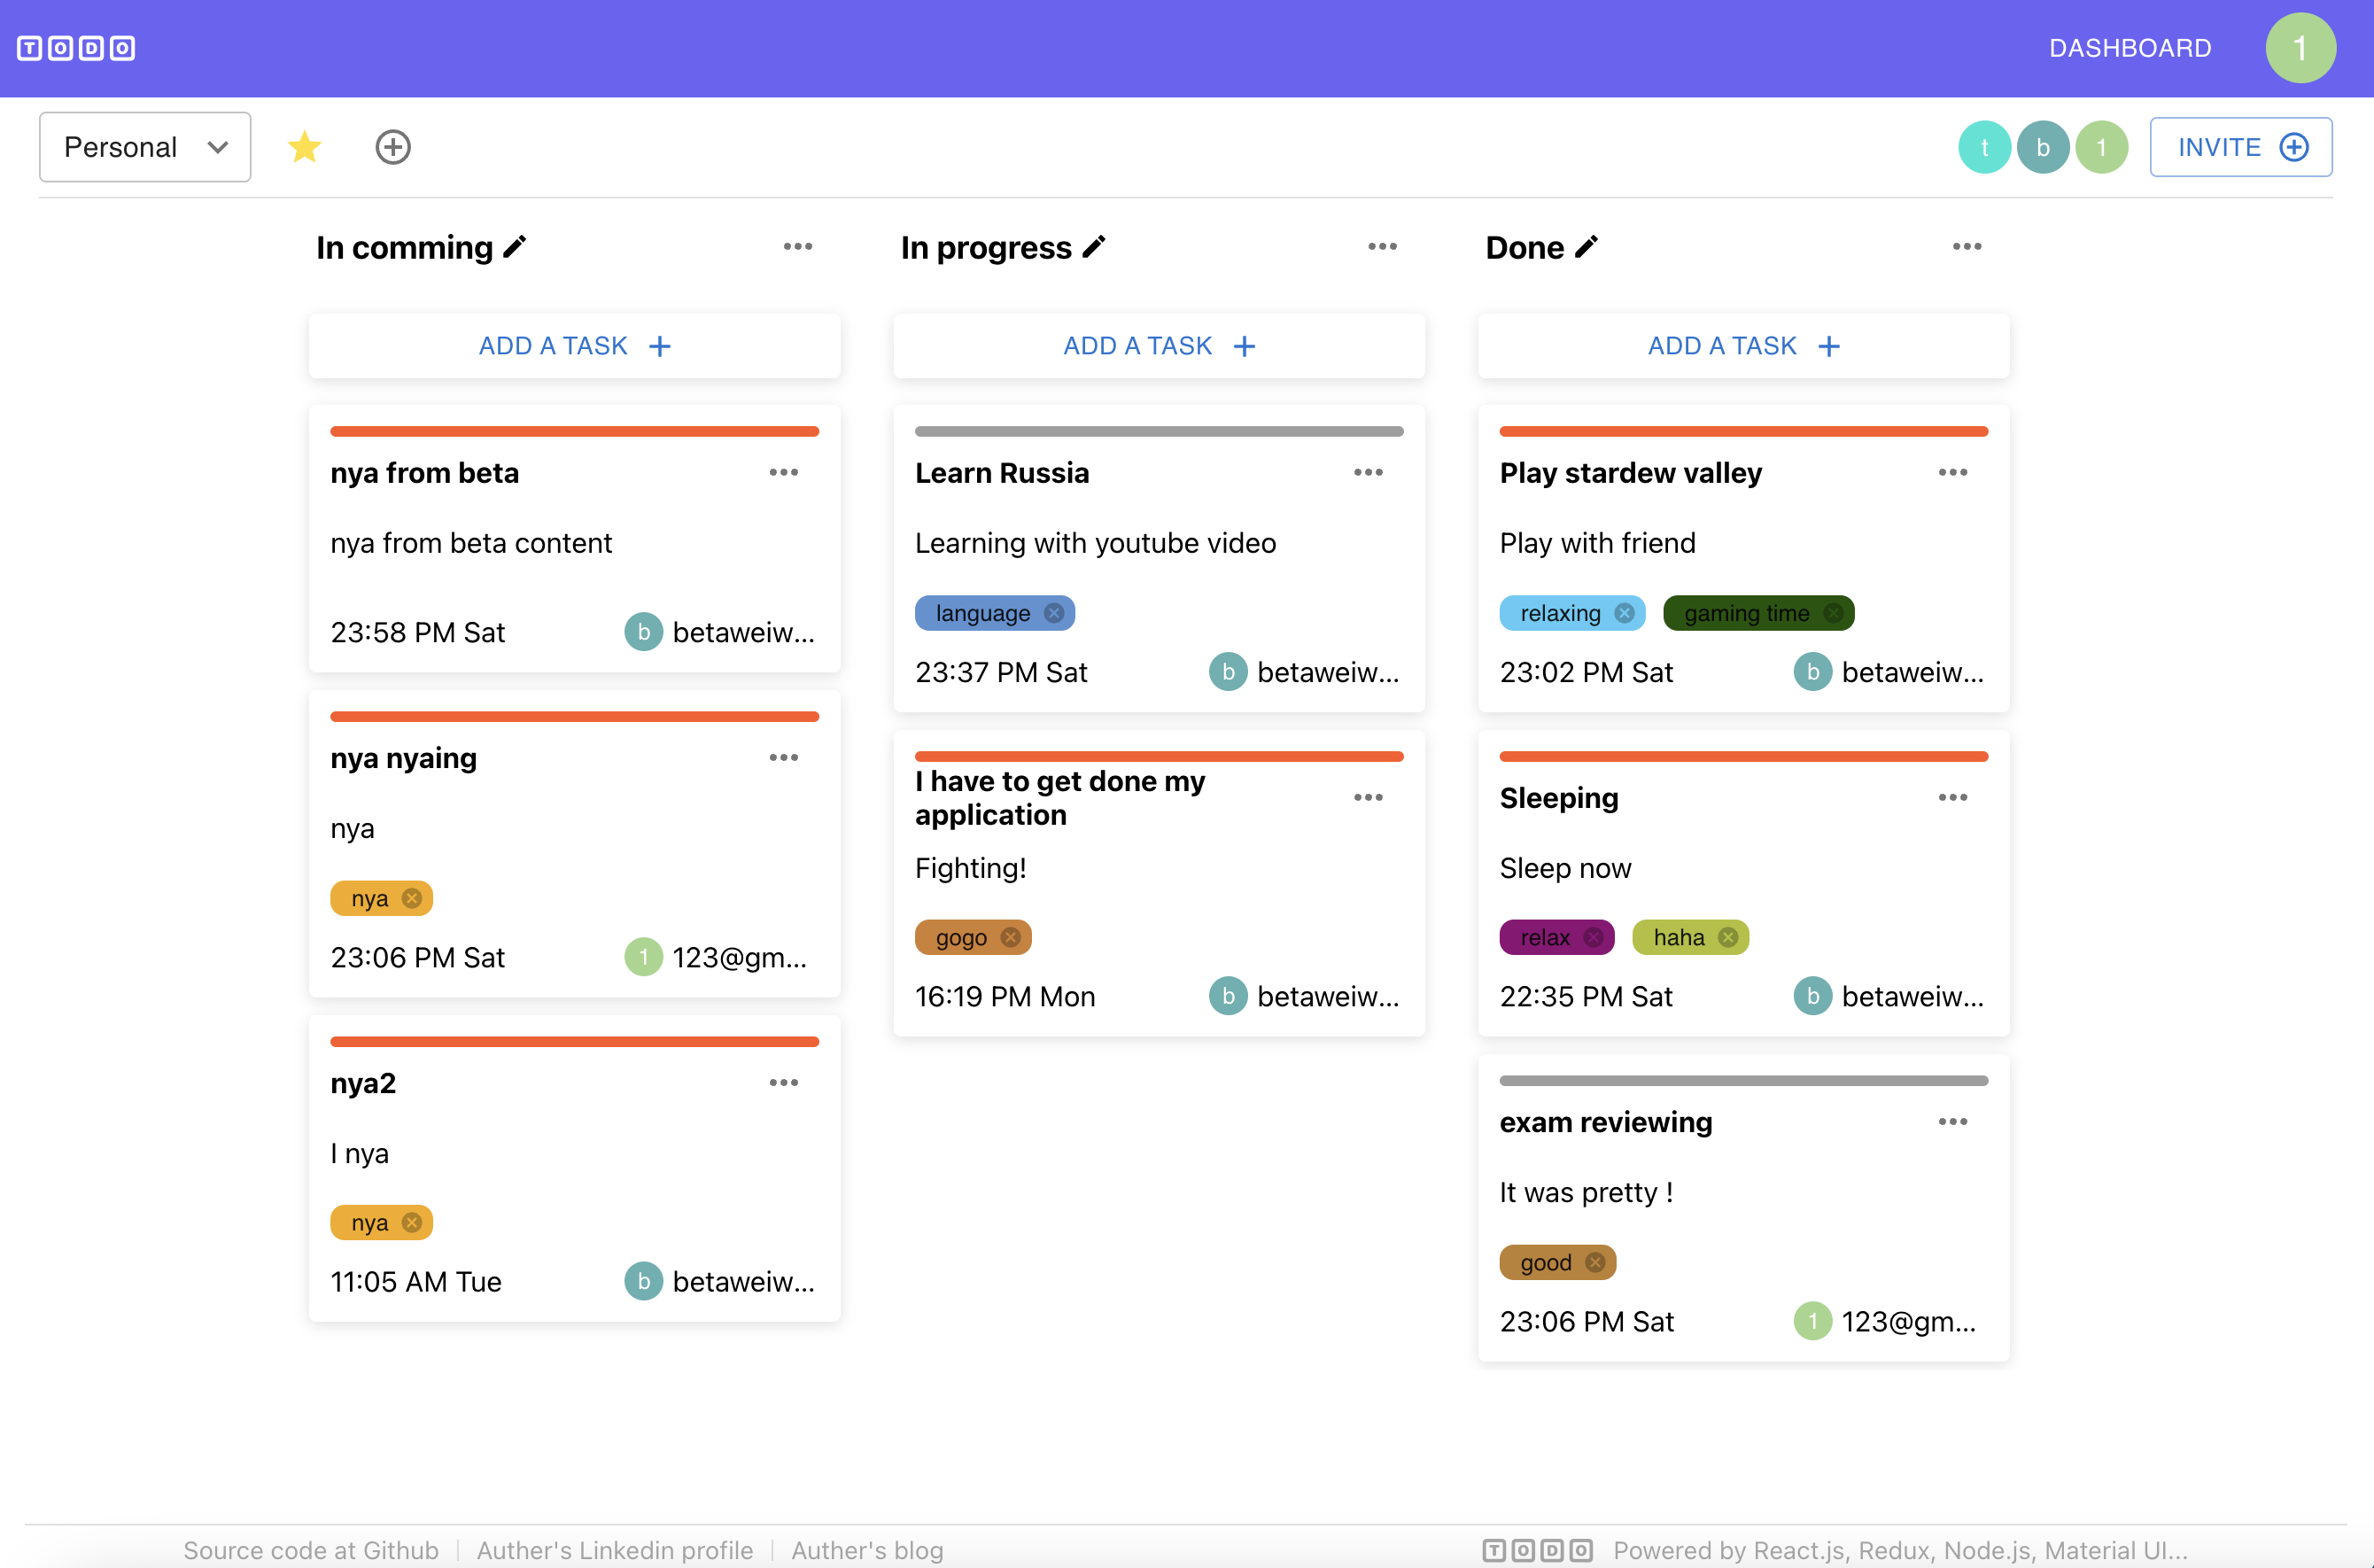 TODO
DASHBOARD
1
Personal
t b 1
INVITE
In comming
ADD A TASK
nya from beta
nya from beta content
23:58 PM Sat
b betaweiw...
nya nyaing
nya
nya
23:06 PM Sat
1 123@gm...
nya2
I nya
nya
11:05 AM Tue
b betaweiw...
In progress
ADD A TASK
Learn Russia
Learning with youtube video
language
23:37 PM Sat
b betaweiw...
I have to get done my
application
Fighting!
gogo
16:19 PM Mon
b betaweiw...
Done
ADD A TASK
Play stardew valley
Play with friend
relaxing gaming time
23:02 PM Sat
b betaweiw...
Sleeping
Sleep now
relax haha
22:35 PM Sat
b betaweiw...
exam reviewing
It was pretty !
good
23:06 PM Sat
1 123@gm...
Source code at Github
Auther's Linkedin profile
Auther's blog
TODO
Powered by React.js, Redux, Node.js, Material UI...